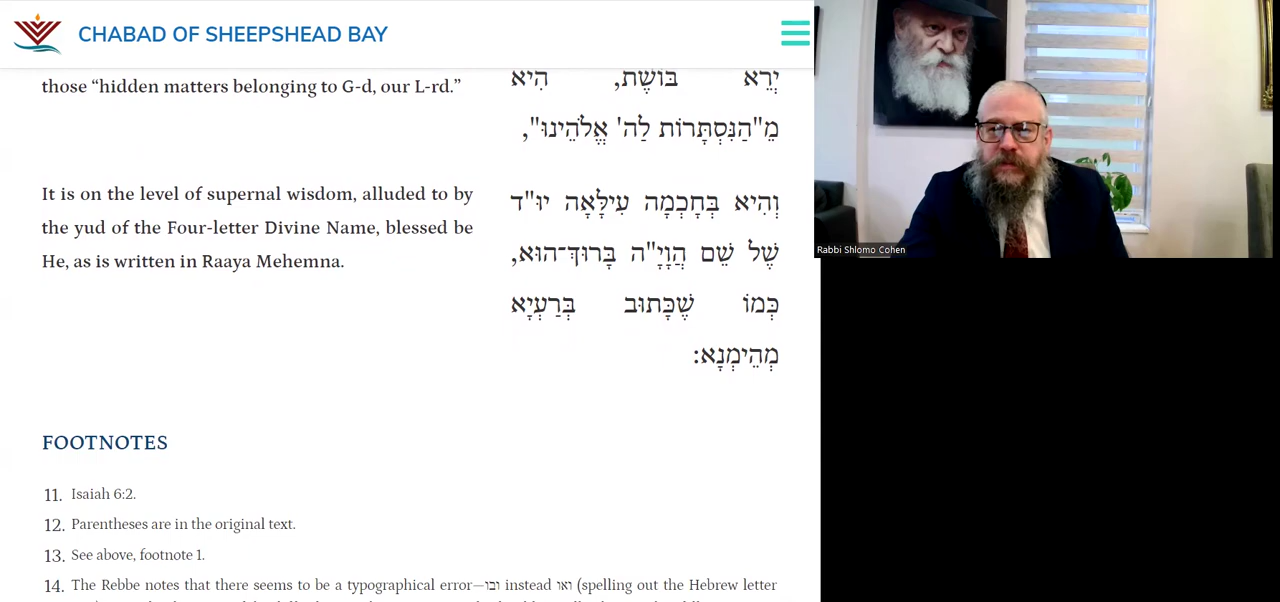 CHABAD OF SHEEPSHEAD BAY
those “hidden matters belonging to G-d, our L-rd.”
יְרֵא בּוֹשֶׁת, הִיא
מֵ"הַנִּסְתָּרוֹת לַה' אֱלֹהֵינוּ",
It is on the level of supernal wisdom, alluded to by
the yud of the Four-letter Divine Name, blessed be
He, as is written in Raaya Mehemna.
וְהִיא בְּחָכְמָה עִילָּאָה יוּ"ד
שֶׁל שֵׁם הֲוָיָ"ה בָּרוּךְ־הוּא,
כְּמוֹ שֶׁכָּתוּב בְּרַעְיָא
מְהֵימְנָא:
FOOTNOTES
11. Isaiah 6:2.
12. Parentheses are in the original text.
13. See above, footnote 1.
14. The Rebbe notes that there seems to be a typographical error—ובו instead ואו (spelling out the Hebrew letter
Rabbi Shlomo Cohen